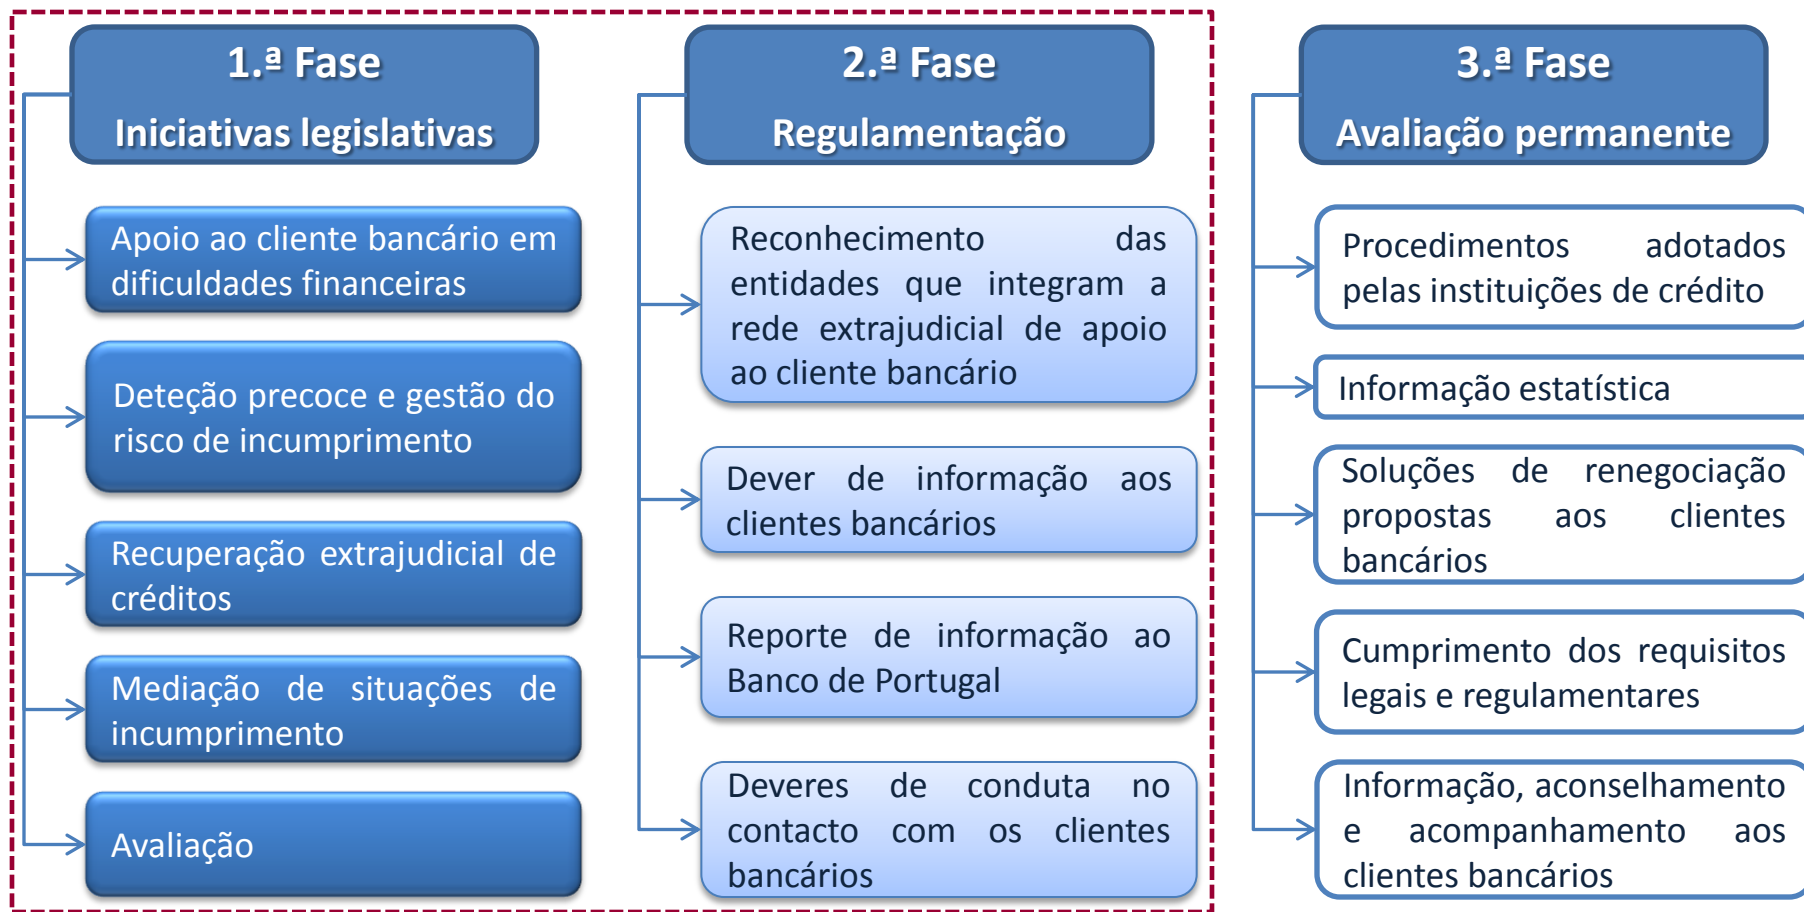 1.ª Fase
Iniciativas legislativas
Apoio ao cliente bancário em
dificuldades financeiras
Deteção precoce e gestão do
risco de incumprimento
Recuperação extrajudicial de
créditos
Mediação de situações de
incumprimento
Avaliação
2.ª Fase
Regulamentação
Reconhecimento das
entidades que integram a
rede extrajudicial de apoio
ao cliente bancário
Dever de informação aos
clientes bancários
Reporte de informação ao
Banco de Portugal
Deveres de conduta no
contacto com os clientes
bancários
3.ª Fase
Avaliação permanente
Procedimentos adotados
pelas instituições de crédito
Informação estatística
Soluções de renegociação
propostas aos clientes
bancários
Cumprimento dos requisitos
legais e regulamentares
Informação, aconselhamento
e acompanhamento aos
clientes bancários